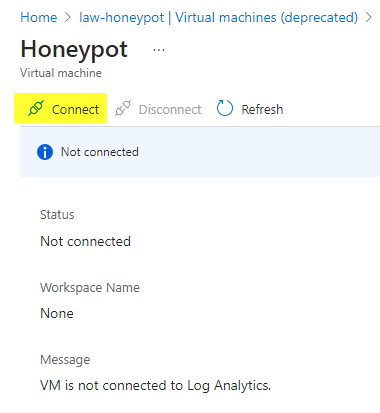 Home > law-honeypot | Virtual machines (deprecated) >
Honeypot ...
Virtual machine
Connect Disconnect Refresh
Not connected
Status
Not connected
Workspace Name
None
Message
VM is not connected to Log Analytics.